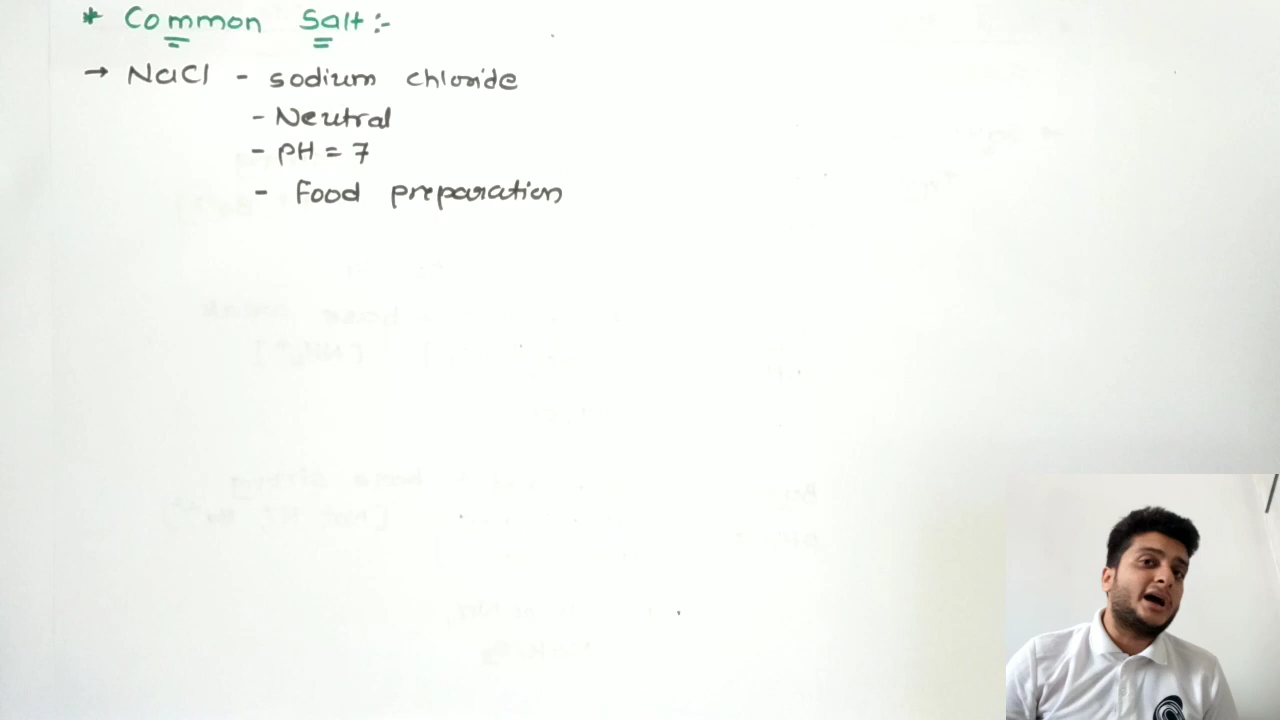 * Common Salt:-
→ NaCl - sodium chloride
- Neutral
- PH = 7
- Food preparation